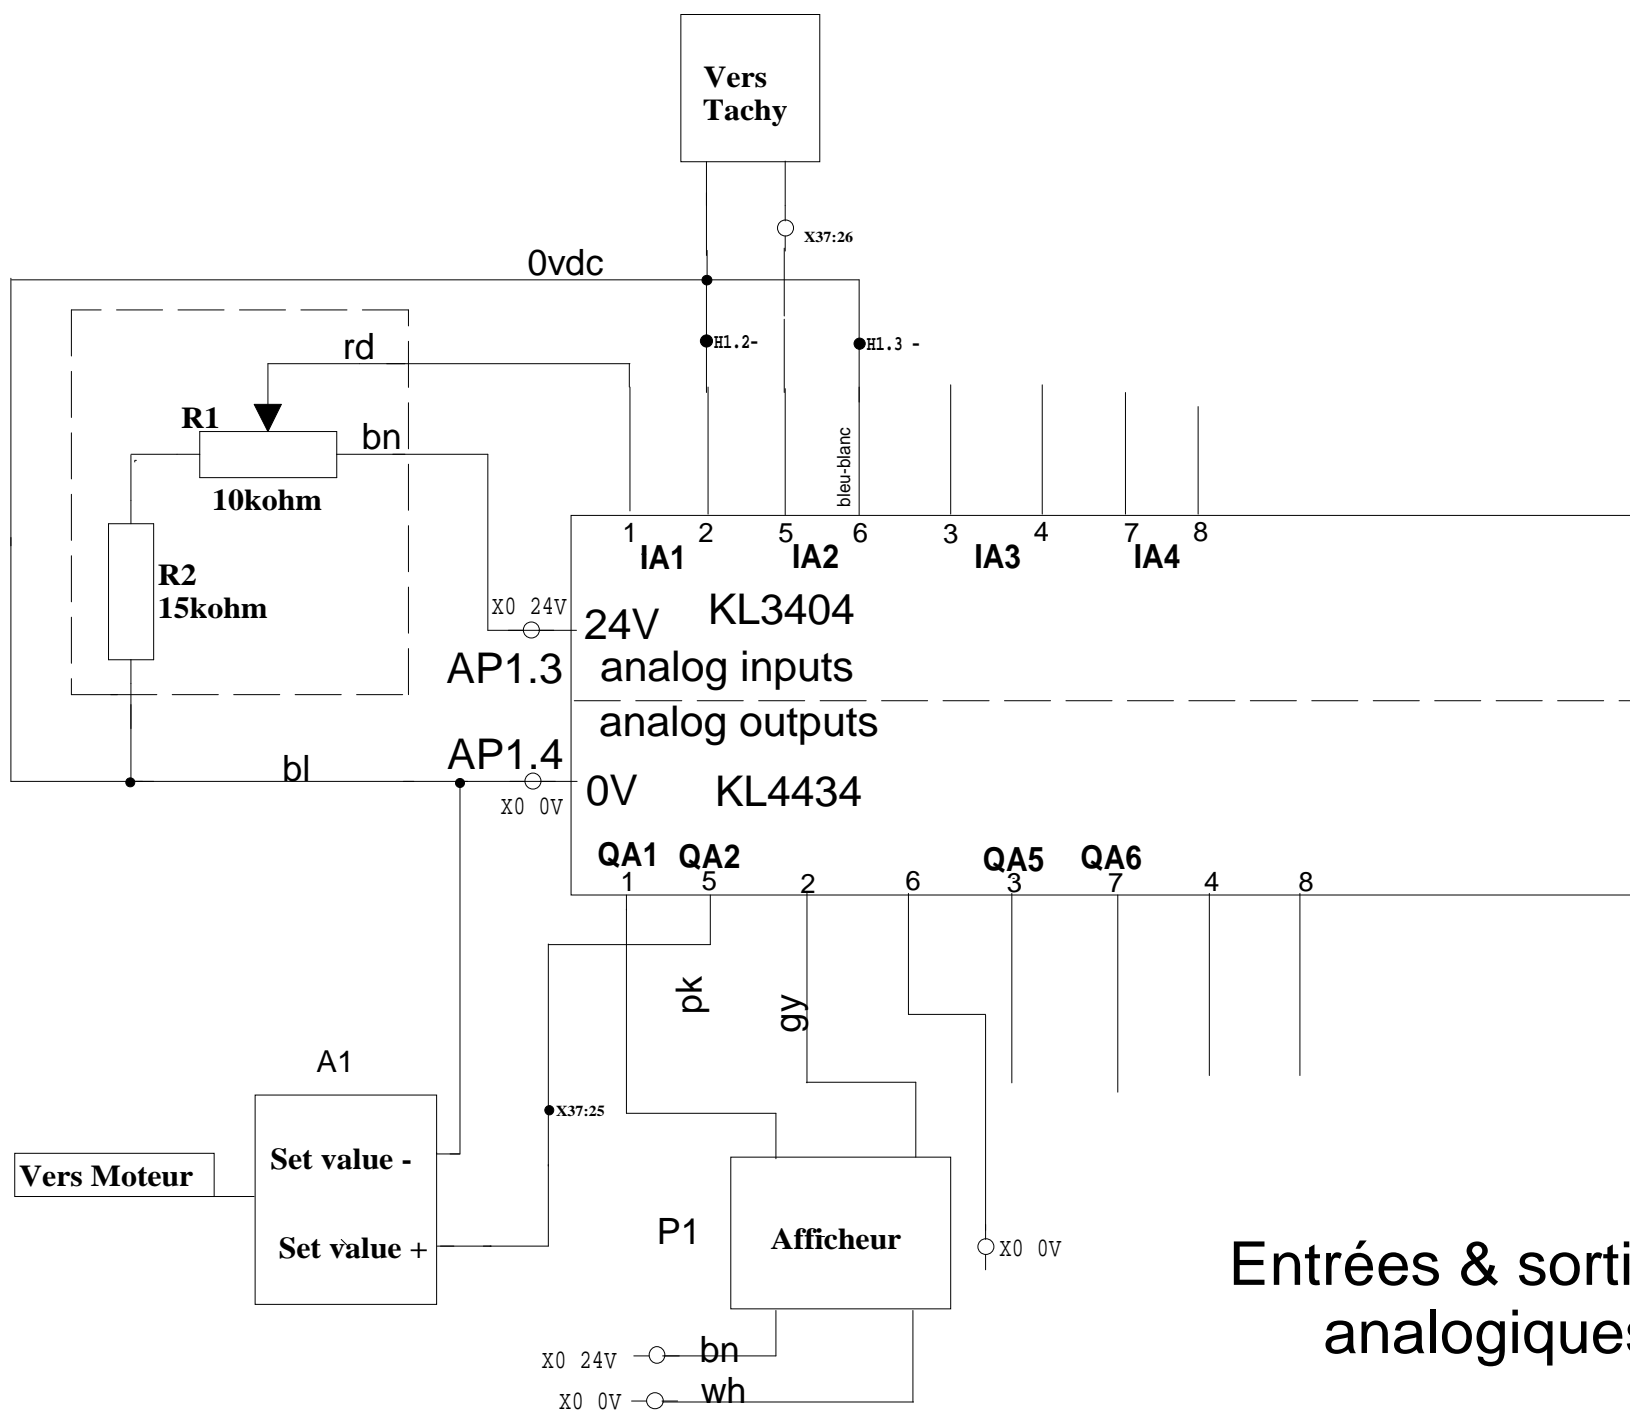 Vers
Tachy
X37:26
0vdc
H1.2-
H1.3 -
rd
R1
bn
10kohm
bleu-blanc
1 2 5 6 3 4 7 8
IA1 IA2 IA3 IA4
R2
15kohm
X0 24V
24V
KL3404
AP1.3
analog inputs
analog outputs
AP1.4
bl
0V
KL4434
X0 0V
QA1 QA2 QA5 QA6
1 5 2 6 3 7 4 8
pk
gy
A1
X37:25
Set value -
Vers Moteur
Set value +
P1
Afficheur
X0 0V
Entrées & sorti
analogiques
X0 24V
bn
X0 0V
wh